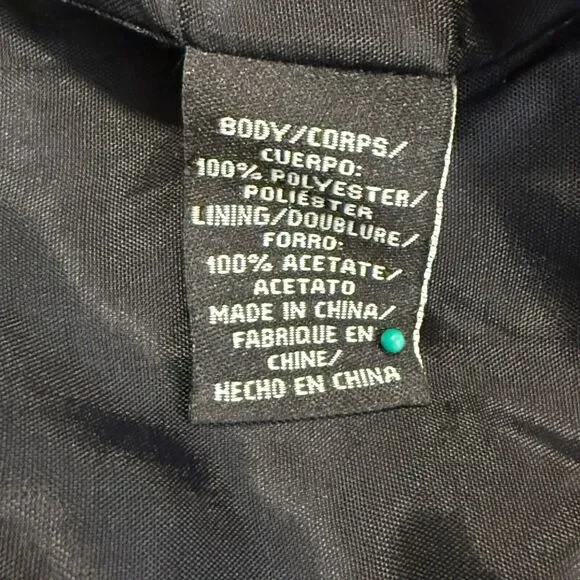 BODY/CORPS/
CUERPO:
100% POLYESTER/
POLIÉSTER
LINING/DOUBLURE/
FORRO:
100% ACETATE/
ACETATO
MADE IN CHINA/
FABRIQUE EN
CHINE/
HECHO EN CHINA